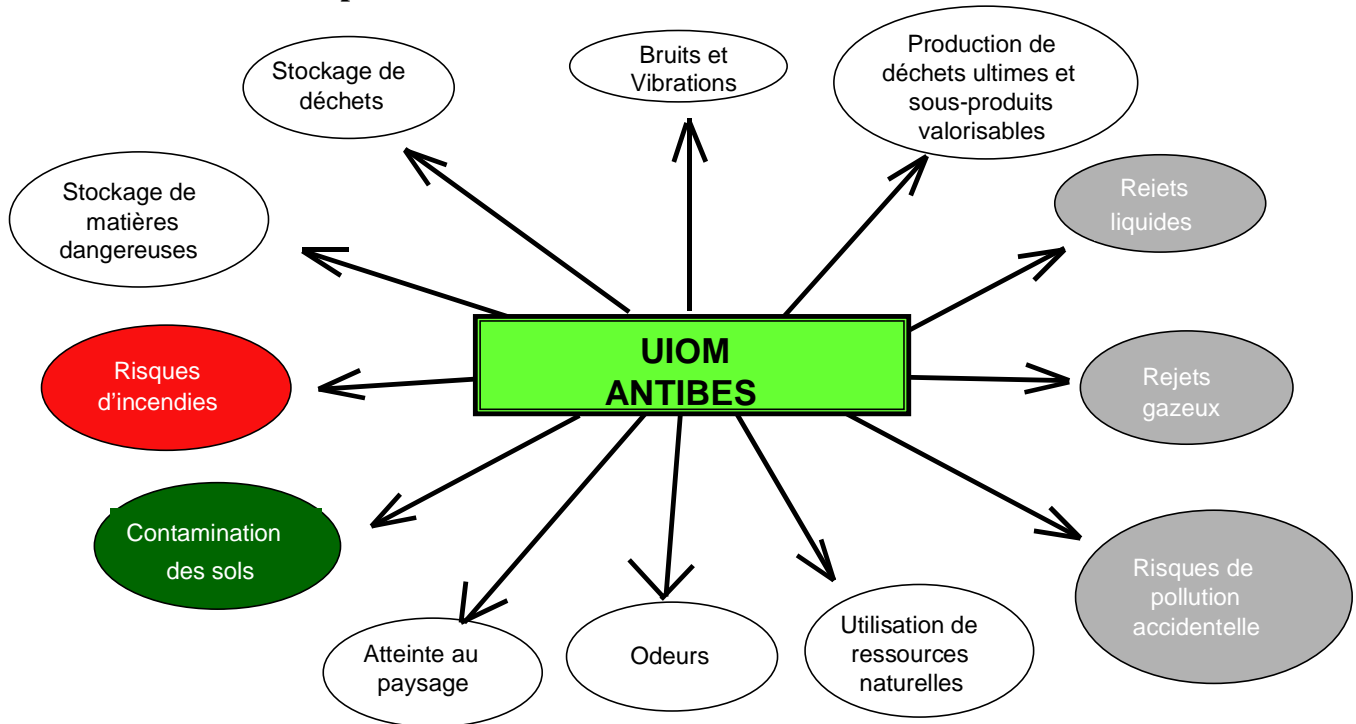 Bruits et
Vibrations
Production de
déchets ultimes et
sous-produits
valorisables
Stockage de
déchets
Stockage de
matières
dangereuses
Rejets
liquides
UIOM
ANTIBES
Risques
d'incendies
Rejets
gazeux
Contamination
des sols
Risques de
pollution
accidentelle
Atteinte au
paysage
Odeurs
Utilisation de
ressources
naturelles